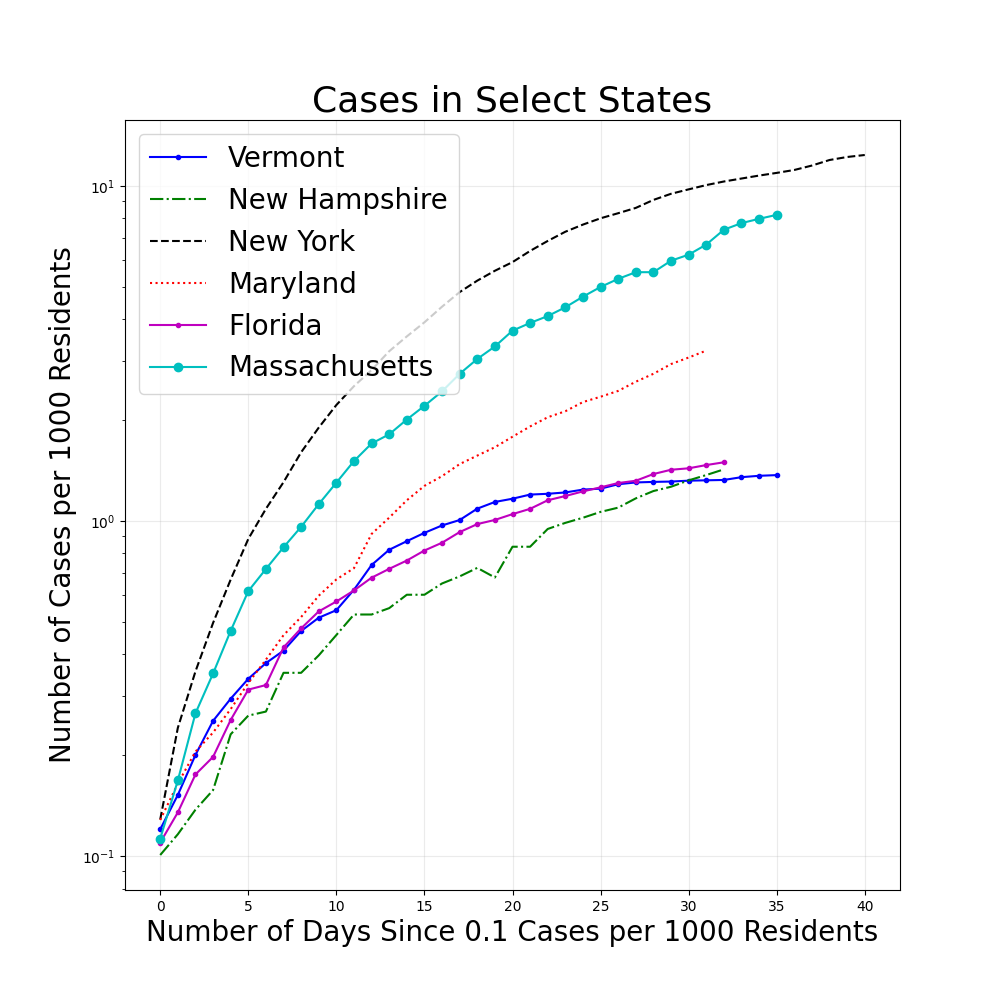 Cases in Select States
Vermont
New Hampshire
New York
Maryland
Florida
Massachusetts
Number of Cases per 1000 Residents
10¹
10⁰
10⁻¹
0 5 10 15 20 25 30 35 40
Number of Days Since 0.1 Cases per 1000 Residents